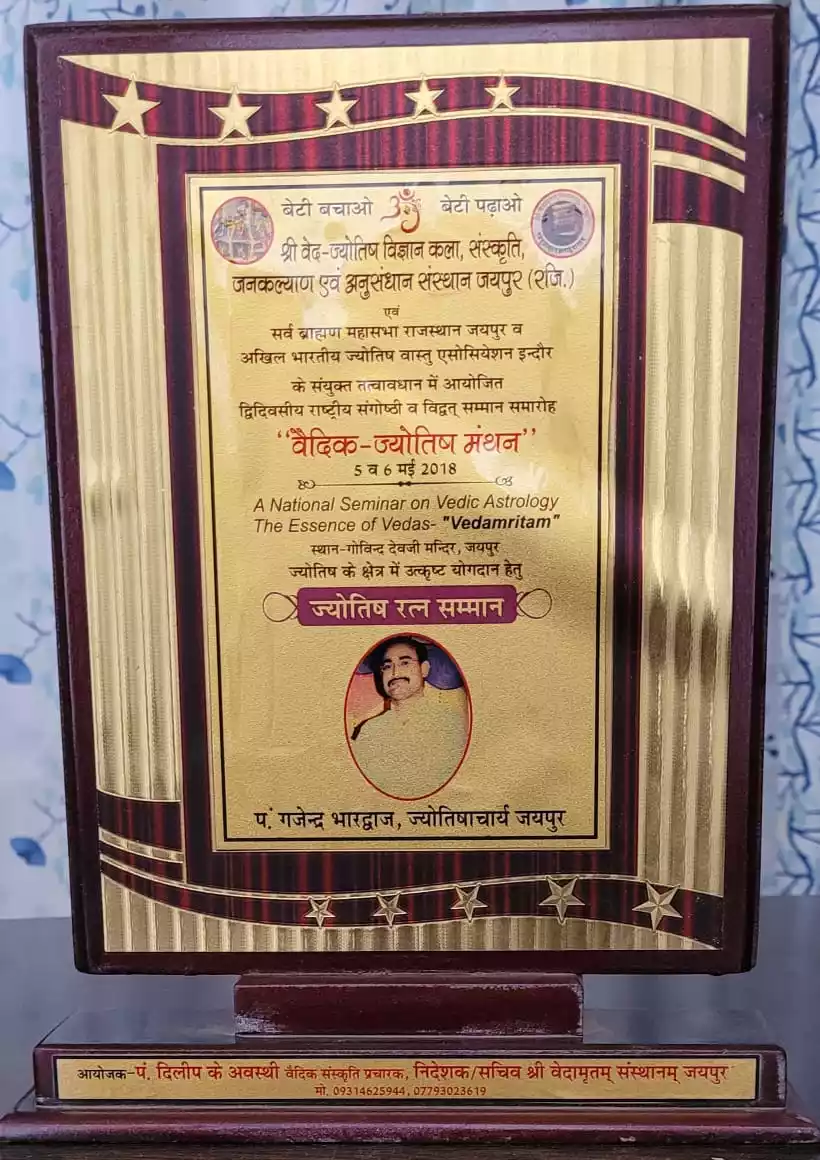 बेटी बचाओ ॐ बेटी पढ़ाओ
श्री वेद-ज्योतिष विज्ञान कला, संस्कृति,
जनकल्याण एवं अनुसंधान संस्थान जयपुर (रजि.)
एवं
सर्व ब्राह्मण महासभा राजस्थान जयपुर व
अखिल भारतीय ज्योतिष वास्तु एसोसियेशन इन्दौर
के संयुक्त तत्वावधान में आयोजित
द्विदिवसीय राष्ट्रीय संगोष्ठी व विद्वत् सम्मान समारोह
“वैदिक-ज्योतिष मंथन”
5 व 6 मई 2018
A National Seminar on Vedic Astrology
The Essence of Vedas- "Vedamritam"
स्थान-गोविन्द देवजी मन्दिर, जयपुर
ज्योतिष के क्षेत्र में उत्कृष्ट योगदान हेतु
ज्योतिष रत्न सम्मान
प. गजेन्द्र भारद्वाज, ज्योतिषाचार्य जयपुर
आयोजक-पं. दिलीप के अवस्थी वैदिक संस्कृति प्रचारक, निदेशक/सचिव श्री वेदामृतम् संस्थानम् जयपुर
मो. 09314625944, 07793023619